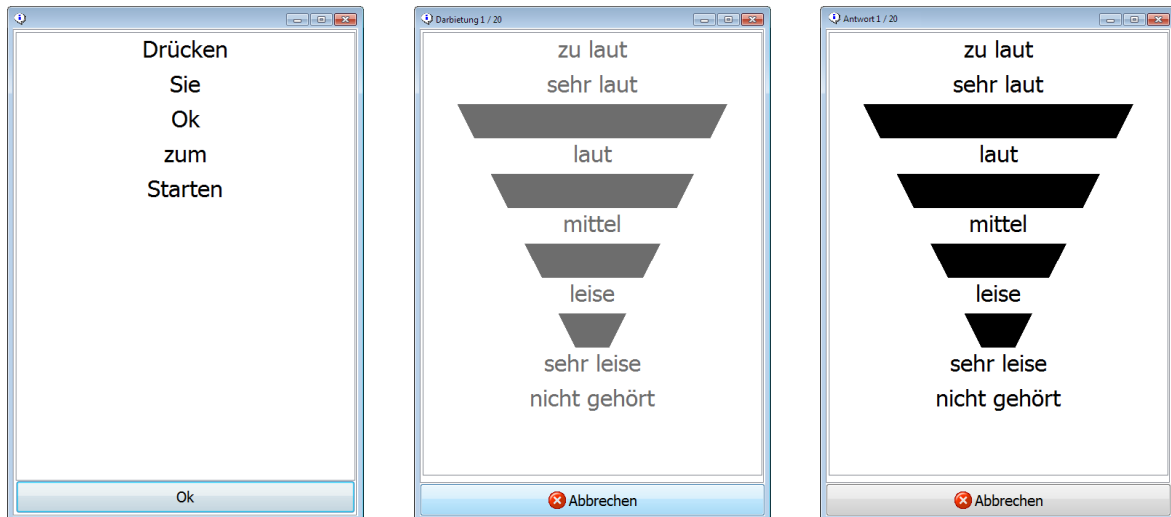 Drücken
Sie
Ok
zum
Starten
Ok
Darbietung 1 / 20
zu laut
sehr laut
laut
mittel
leise
sehr leise
nicht gehört
Abbrechen
Antwort 1 / 20
zu laut
sehr laut
laut
mittel
leise
sehr leise
nicht gehört
Abbrechen